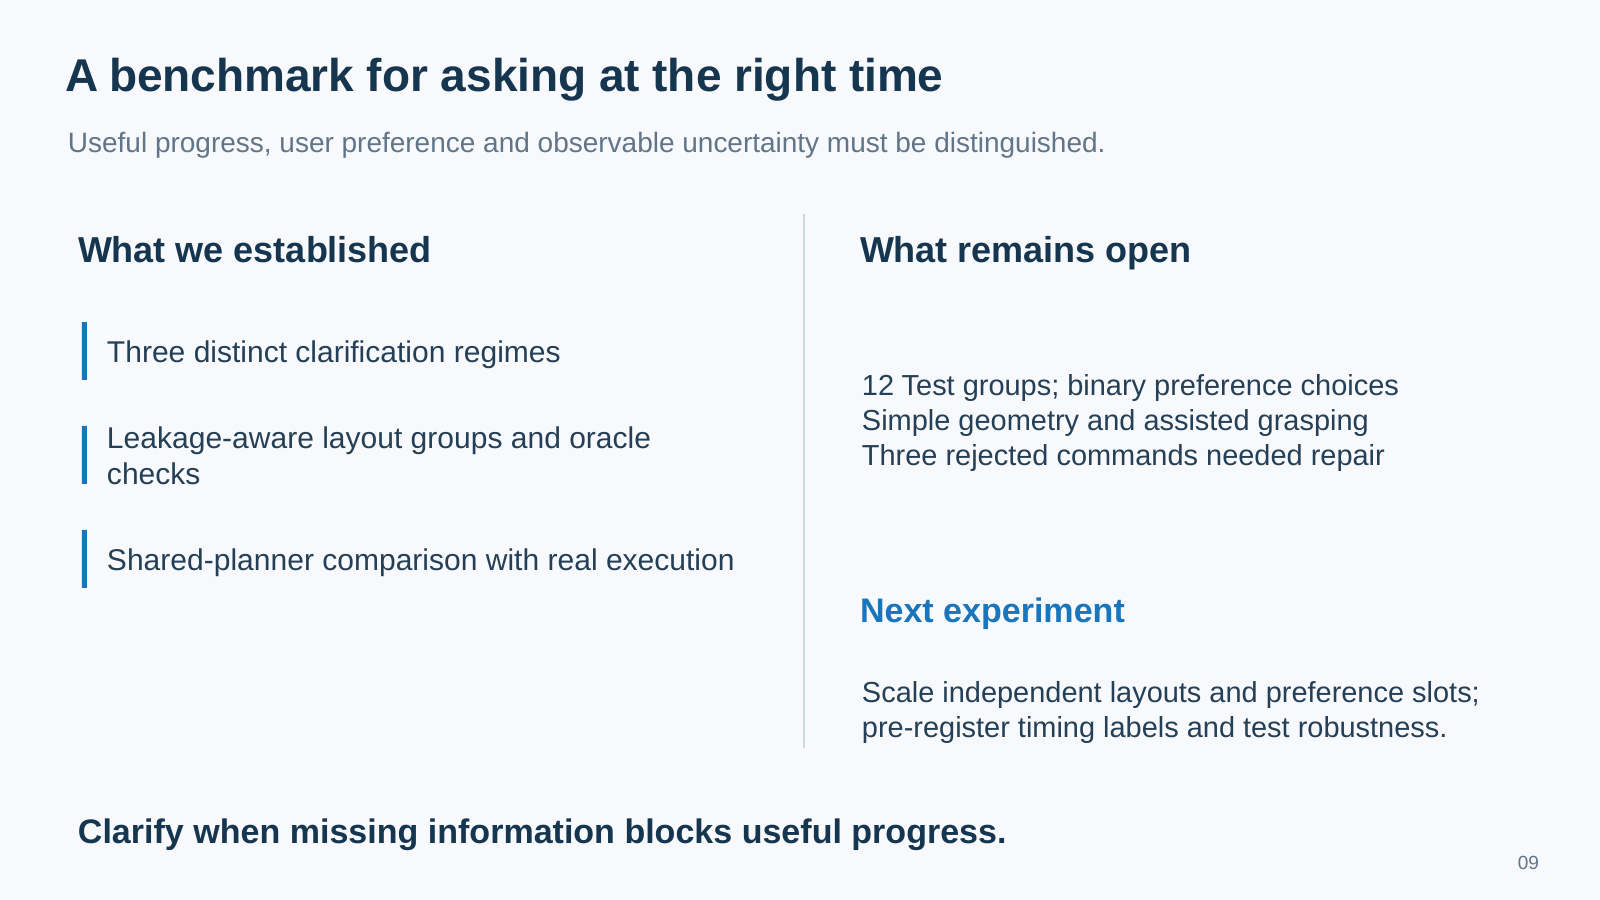 A benchmark for asking at the right time
Useful progress, user preference and observable uncertainty must be distinguished.
What we established
Three distinct clarification regimes
Leakage-aware layout groups and oracle
checks
Shared-planner comparison with real execution
What remains open
12 Test groups; binary preference choices
Simple geometry and assisted grasping
Three rejected commands needed repair
Next experiment
Scale independent layouts and preference slots;
pre-register timing labels and test robustness.
Clarify when missing information blocks useful progress.
09